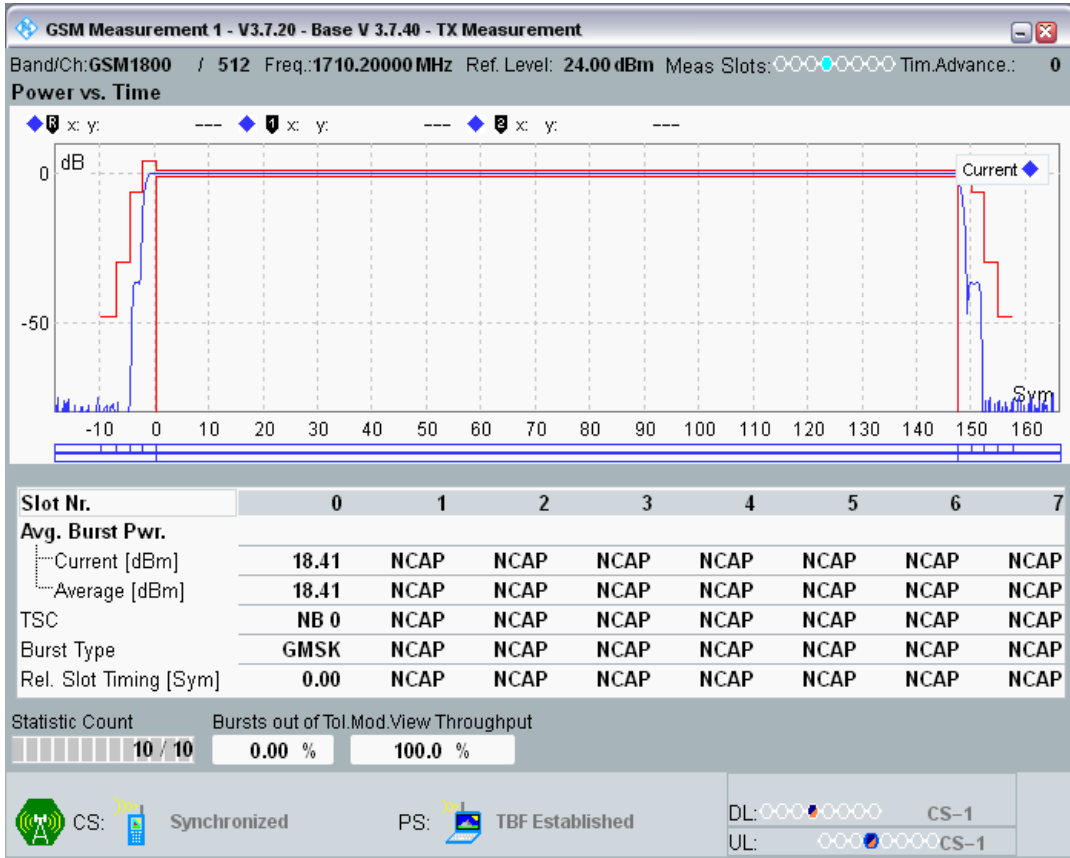 GSM Measurement 1 - V3.7.20 - Base V 3.7.40 - TX Measurement
Band/Ch:GSM1800 / 512 Freq.:1710.20000 MHz Ref. Level: 24.00 dBm Meas Slots: Tim.Advance.: 0
Power vs. Time
R x: y: --- 1 x: y: --- 2 x: y: ---
dB
Current
0
-50
Sym
-10 0 10 20 30 40 50 60 70 80 90 100 110 120 130 140 150 160
Slot Nr. 0 1 2 3 4 5 6 7
Avg. Burst Pwr.
Current [dBm] 18.41 NCAP NCAP NCAP NCAP NCAP NCAP NCAP
Average [dBm] 18.41 NCAP NCAP NCAP NCAP NCAP NCAP NCAP
TSC NB 0 NCAP NCAP NCAP NCAP NCAP NCAP NCAP
Burst Type GMSK NCAP NCAP NCAP NCAP NCAP NCAP NCAP
Rel. Slot Timing [Sym] 0.00 NCAP NCAP NCAP NCAP NCAP NCAP NCAP
Statistic Count Bursts out of Tol. Mod.View Throughput
10 / 10 0.00 % 100.0 %
CS: Synchronized PS: TBF Established
DL: CS-1
UL: CS-1